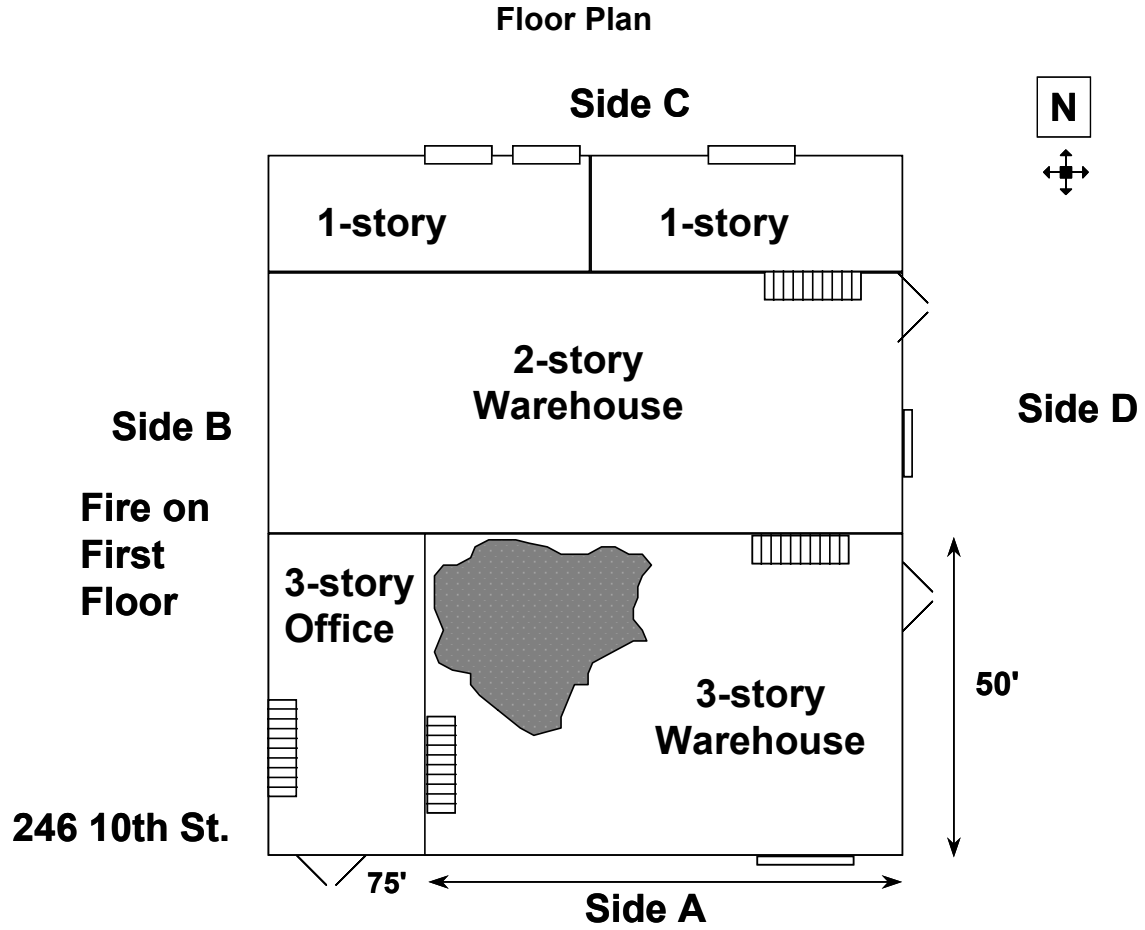 Floor Plan
Side C
N
1-story
1-story
2-story
Warehouse
Side B
Side D
Fire on
First
Floor
3-story
Office
3-story
Warehouse
50'
246 10th St.
75'
Side A